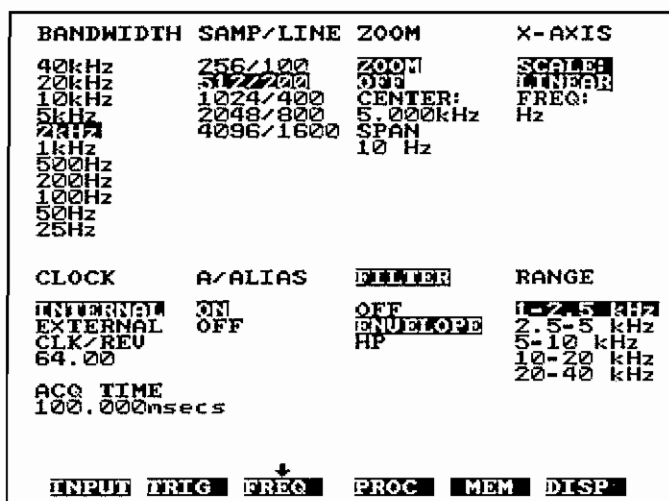 BANDWIDTH SAMP/LINE ZOOM X-AXIS
40kHz 256/100 ZOOM SCALE:
20kHz 512/200 OFF LINEAR
10kHz 1024/400 CENTER: FREQ:
5kHz 2048/800 5.000kHz Hz
2kHz 4096/1600 SPAN
1kHz 10 Hz
500Hz
200Hz
100Hz
50Hz
25Hz
CLOCK A/ALIAS FILTER RANGE
INTERNAL ON OFF 1-2.5 kHz
EXTERNAL OFF ENVELOPE 2.5-5 kHz
CLK/REV HP 5-10 kHz
64.00 10-20 kHz
20-40 kHz
ACQ TIME
100.000msecs
INPUT TRIG FREQ PROC MEM DISP